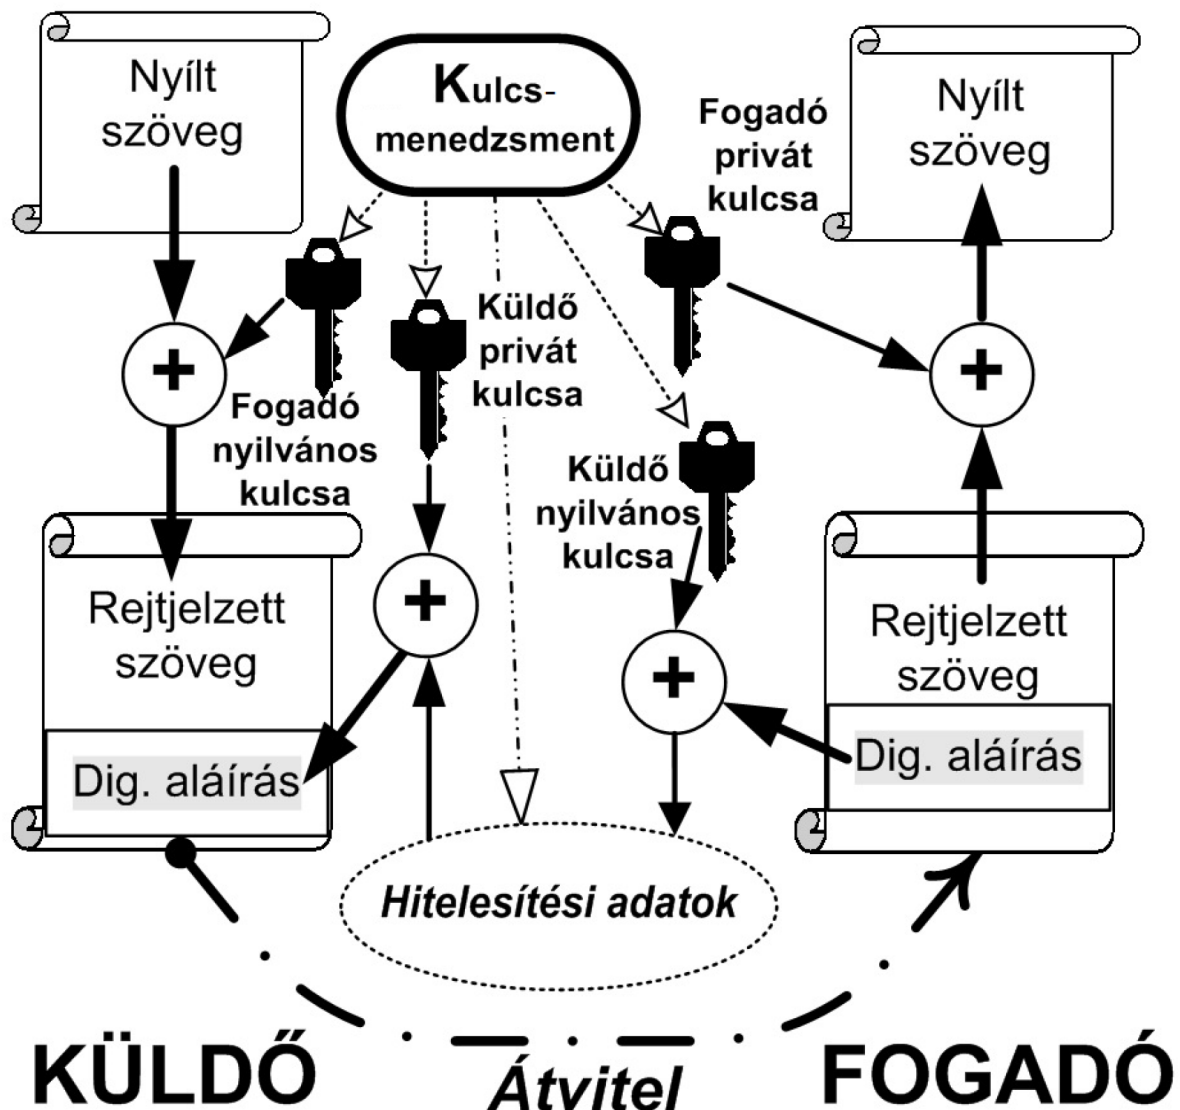 Nyílt
szöveg
Kulcs-
menedzsment
Fogadó
privát
kulcsa
Nyílt
szöveg
Küldő
privát
kulcsa
Fogadó
nyilvános
kulcsa
Küldő
nyilvános
kulcsa
Rejtjelzett
szöveg
Dig. aláírás
Rejtjelzett
szöveg
Dig. aláírás
Hitelesítési adatok
KÜLDŐ
Átvitel
FOGADÓ